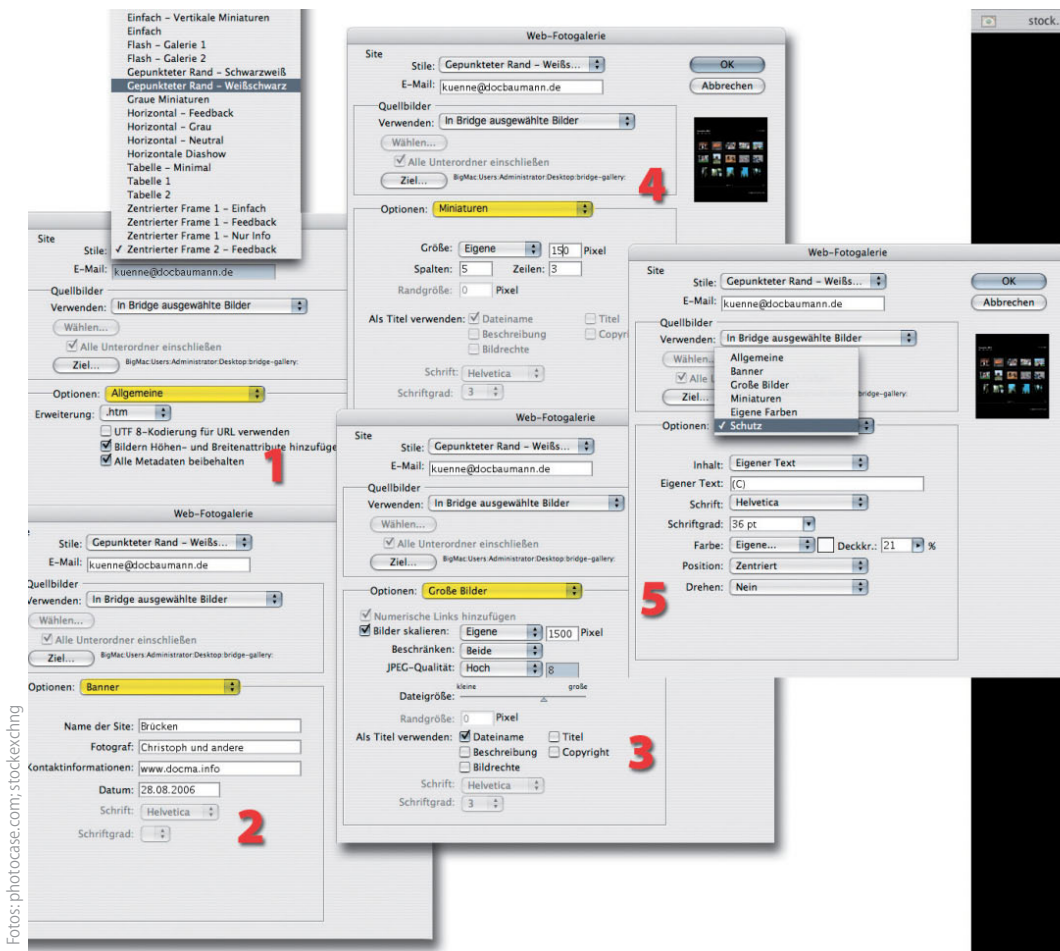 Einfach – Vertikale Miniaturen
Einfach
Flash – Galerie 1
Flash – Galerie 2
Gepunkteter Rand – Schwarzweiß
Gepunkteter Rand – Weißschwarz
Graue Miniaturen
Horizontal – Feedback
Horizontal – Grau
Horizontal – Neutral
Horizontale Diashow
Tabelle – Minimal
Tabelle 1
Tabelle 2
Zentrierter Frame 1 – Einfach
Zentrierter Frame 1 – Feedback
Zentrierter Frame 1 – Nur Info
Site
Stile: ✓ Zentrierter Frame 2 – Feedback
E-Mail: kuenne@docbaumann.de
Quellbilder
Verwenden: In Bridge ausgewählte Bilder
Wählen...
Alle Unterordner einschließen
Ziel... BigMac:Users:Administrator:Desktop:bridge-gallery:
Optionen: Allgemeine
Erweiterung: .htm
UTF 8-Kodierung für URL verwenden
Bildern Höhen- und Breitenattribute hinzufüge
Alle Metadaten beibehalten
1
Web-Fotogalerie
Stile: Gepunkteter Rand – Weißs...
E-Mail: kuenne@docbaumann.de
Quellbilder
Verwenden: In Bridge ausgewählte Bilder
Wählen...
Alle Unterordner einschließen
Ziel... BigMac:Users:Administrator:Desktop:bridge-gallery:
Optionen: Banner
Name der Site: Brücken
Fotograf: Christoph und andere
Kontaktinformationen: www.docma.info
Datum: 28.08.2006
Schrift: Helvetica
Schriftgrad:
2
Web-Fotogalerie
Site
Stile: Gepunkteter Rand – Weißs...
OK
E-Mail: kuenne@docbaumann.de
Abbrechen
Quellbilder
Verwenden: In Bridge ausgewählte Bilder
Wählen...
Alle Unterordner einschließen
Ziel... BigMac:Users:Administrator:Desktop:bridge-gallery:
4
Optionen: Miniaturen
Größe: Eigene 150 Pixel
Spalten: 5 Zeilen: 3
Randgröße: 0 Pixel
Als Titel verwenden: Dateiname Titel
Beschreibung Copyri
Bildrechte
Schrift: Helvetica
Schriftgrad: 3
Web-Fotogalerie
Site
Stile: Gepunkteter Rand – Weißs...
E-Mail: kuenne@docbaumann.de
Quellbilder
Verwenden: In Bridge ausgewählte Bilder
Wählen...
Alle Unterordner einschließen
Ziel... BigMac:Users:Administrator:Desktop:bridge-gallery:
Optionen: Große Bilder
Numerische Links hinzufügen
Bilder skalieren: Eigene 1500 Pixel
Beschränken: Beide
JPEG-Qualität: Hoch 8
kleine große
Dateigröße:
Randgröße: 0 Pixel
Als Titel verwenden: Dateiname Titel
Beschreibung Copyright
Bildrechte
Schrift: Helvetica
Schriftgrad: 3
3
Web-Fotogalerie
Site
Stile: Gepunkteter Rand – Weißs...
OK
E-Mail: kuenne@docbaumann.de
Abbrechen
Quellbilder
Verwenden: In Bridge ausgewählte Bilder
Wählen...
Alle
Ziel... bridge-gallery:
Allgemeine
Banner
Große Bilder
Miniaturen
Eigene Farben
Optionen: ✓ Schutz
Inhalt: Eigener Text
Eigener Text: (C)
Schrift: Helvetica
Schriftgrad: 36 pt
Farbe: Eigene... Deckkr.: 21 %
Position: Zentriert
Drehen: Nein
5
stock.
Fotos: photocase.com; stockexchng